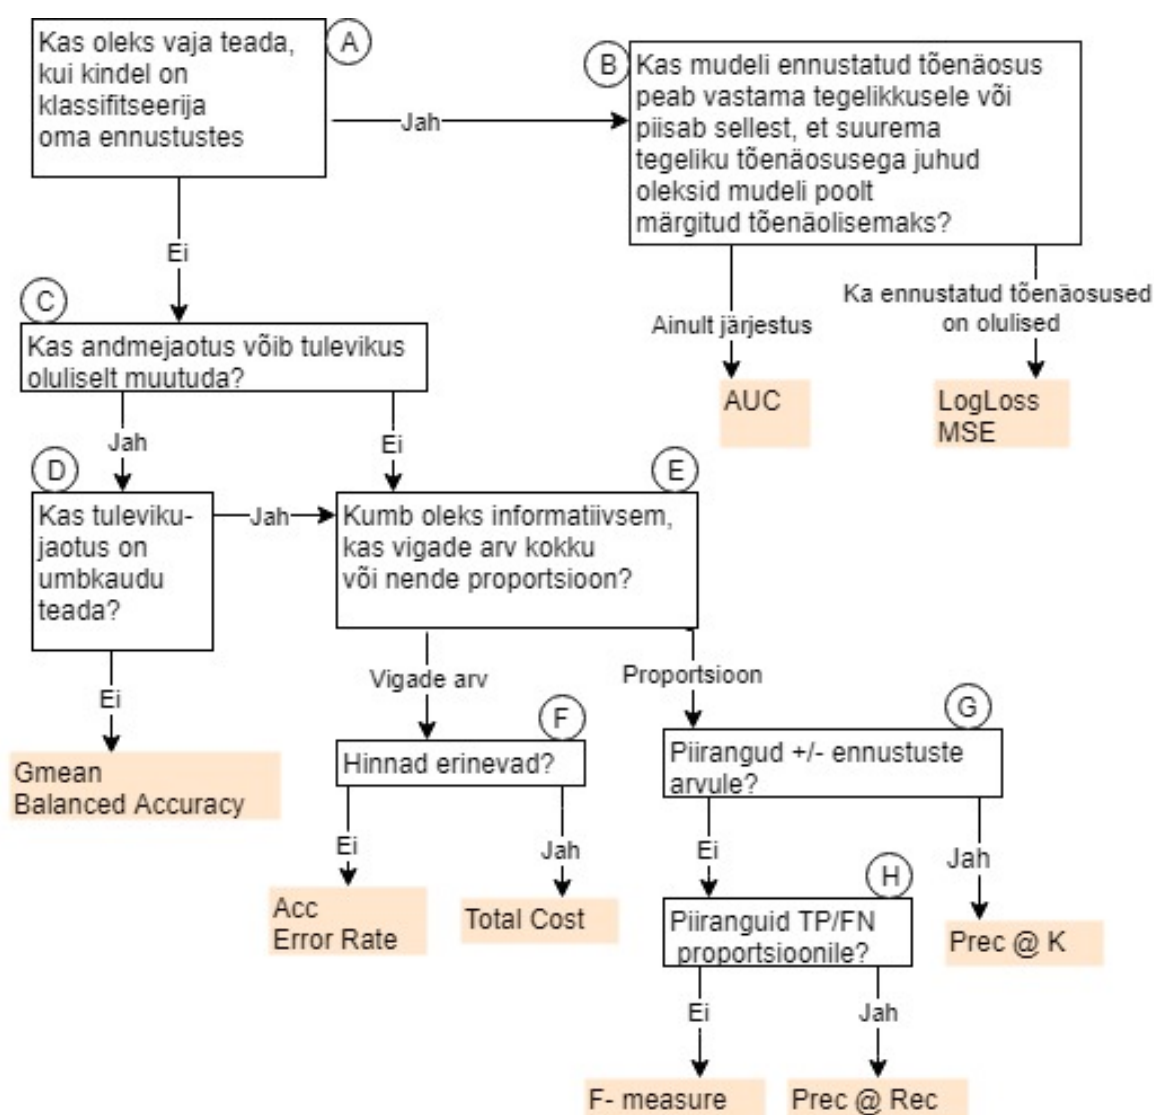 A
Kas oleks vaja teada,
kui kindel on
klassifitseerija
oma ennustustes
Jah
B
Kas mudeli ennustatud tõenäosus
peab vastama tegelikkusele või
piisab sellest, et suurema
tegeliku tõenäosusega juhud
oleksid mudeli poolt
märgitud tõenäolisemaks?
Ei
Ainult järjestus
Ka ennustatud tõenäosused
on olulised
AUC
LogLoss
MSE
C
Kas andmejaotus võib tulevikus
oluliselt muutuda?
Jah
Ei
D
Kas tuleviku-
jaotus on
umbkaudu
teada?
Jah
E
Kumb oleks informatiivsem,
kas vigade arv kokku
või nende proportsioon?
Ei
Gmean
Balanced Accuracy
Vigade arv
Proportsioon
F
Hinnad erinevad?
Ei
Jah
Acc
Error Rate
Total Cost
G
Piirangud +/- ennustuste
arvule?
Ei
Jah
Prec @ K
H
Piiranguid TP/FN
proportsioonile?
Ei
Jah
F- measure
Prec @ Rec